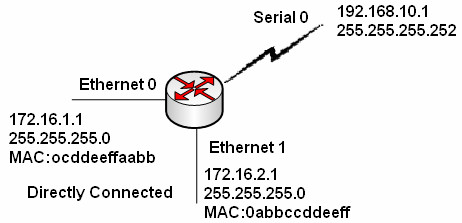 Serial 0
192.168.10.1
255.255.255.252
Ethernet 0
172.16.1.1
255.255.255.0
MAC:ocddeeffaabb
Ethernet 1
172.16.2.1
255.255.255.0
MAC:0abbccddeeff
Directly Connected